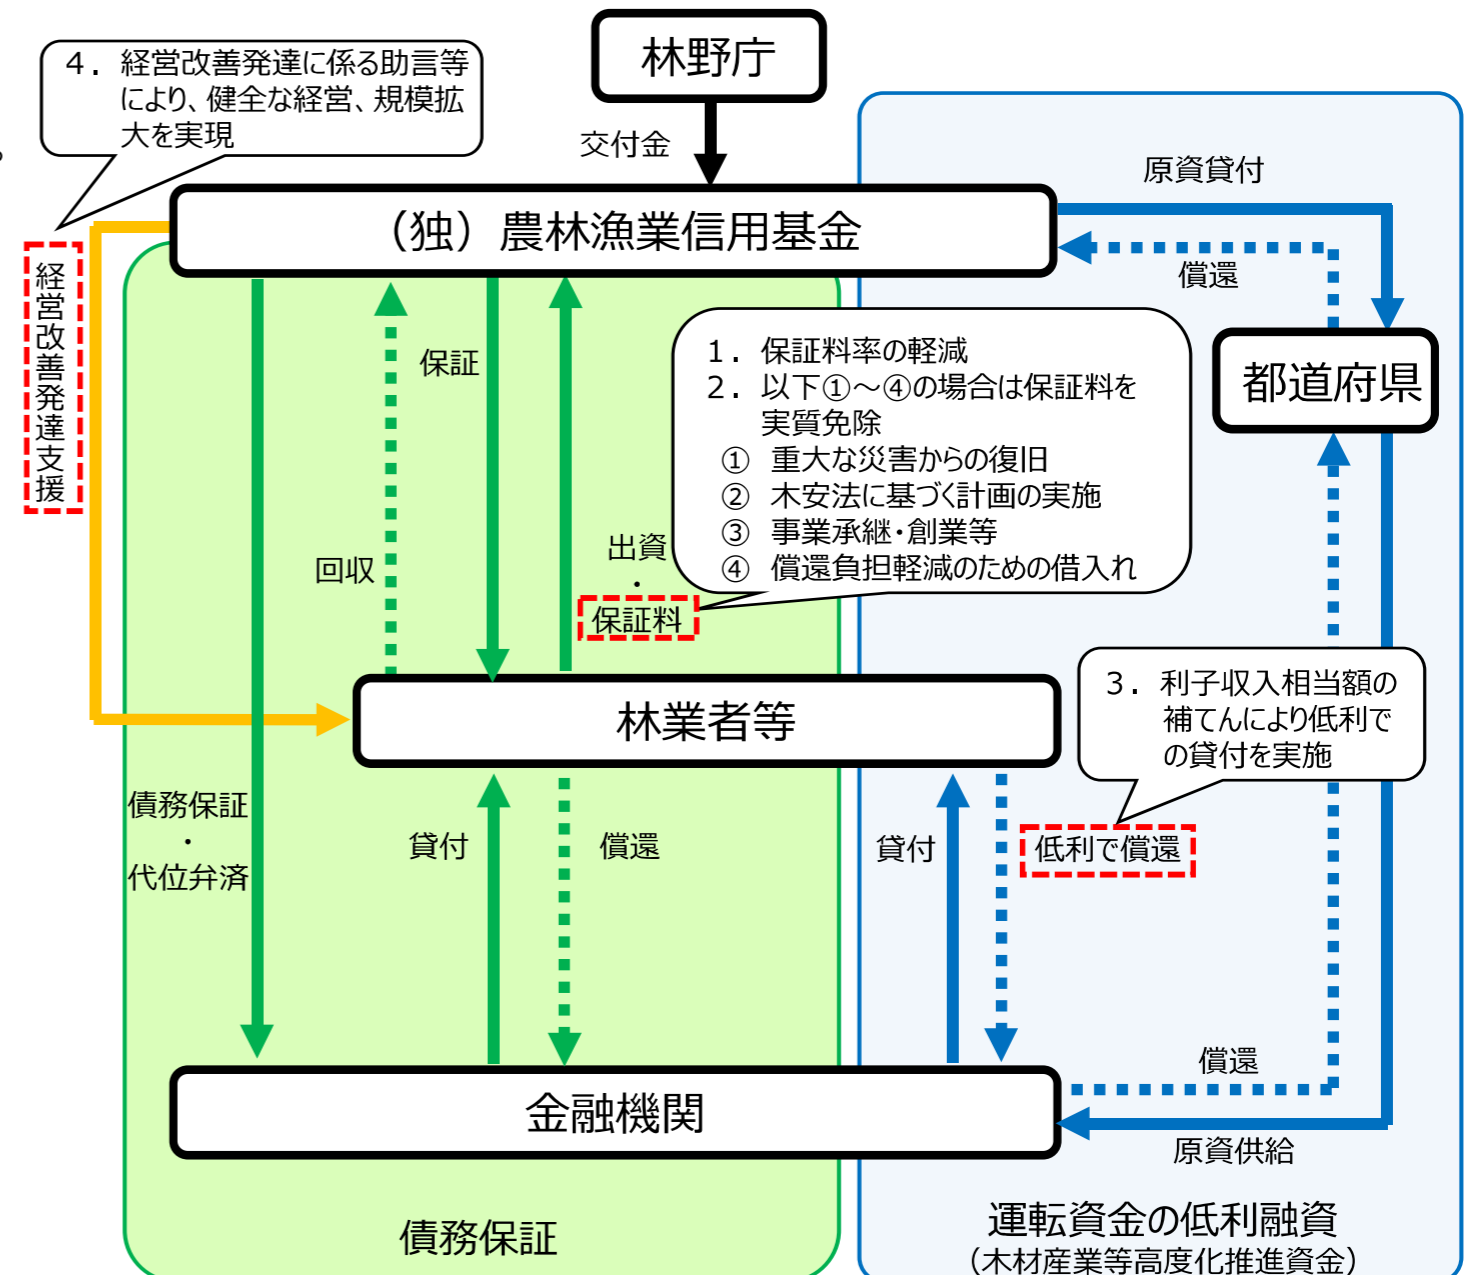 林野庁
4．経営改善発達に係る助言等
により、健全な経営、規模拡
大を実現
。
交付金
原資貸付
（独）農林漁業信用基金
償還
経営改善発達支援
保証
1．保証料率の軽減
2．以下①～④の場合は保証料を
実質免除
① 重大な災害からの復旧
② 木安法に基づく計画の実施
③ 事業承継・創業等
④ 償還負担軽減のための借入れ
都道府県
回収
出資
・
保証料
林業者等
3．利子収入相当額の
補てんにより低利で
の貸付を実施
債務保証
・
代位弁済
貸付
償還
貸付
低利で償還
償還
金融機関
原資供給
債務保証
運転資金の低利融資
（木材産業等高度化推進資金）